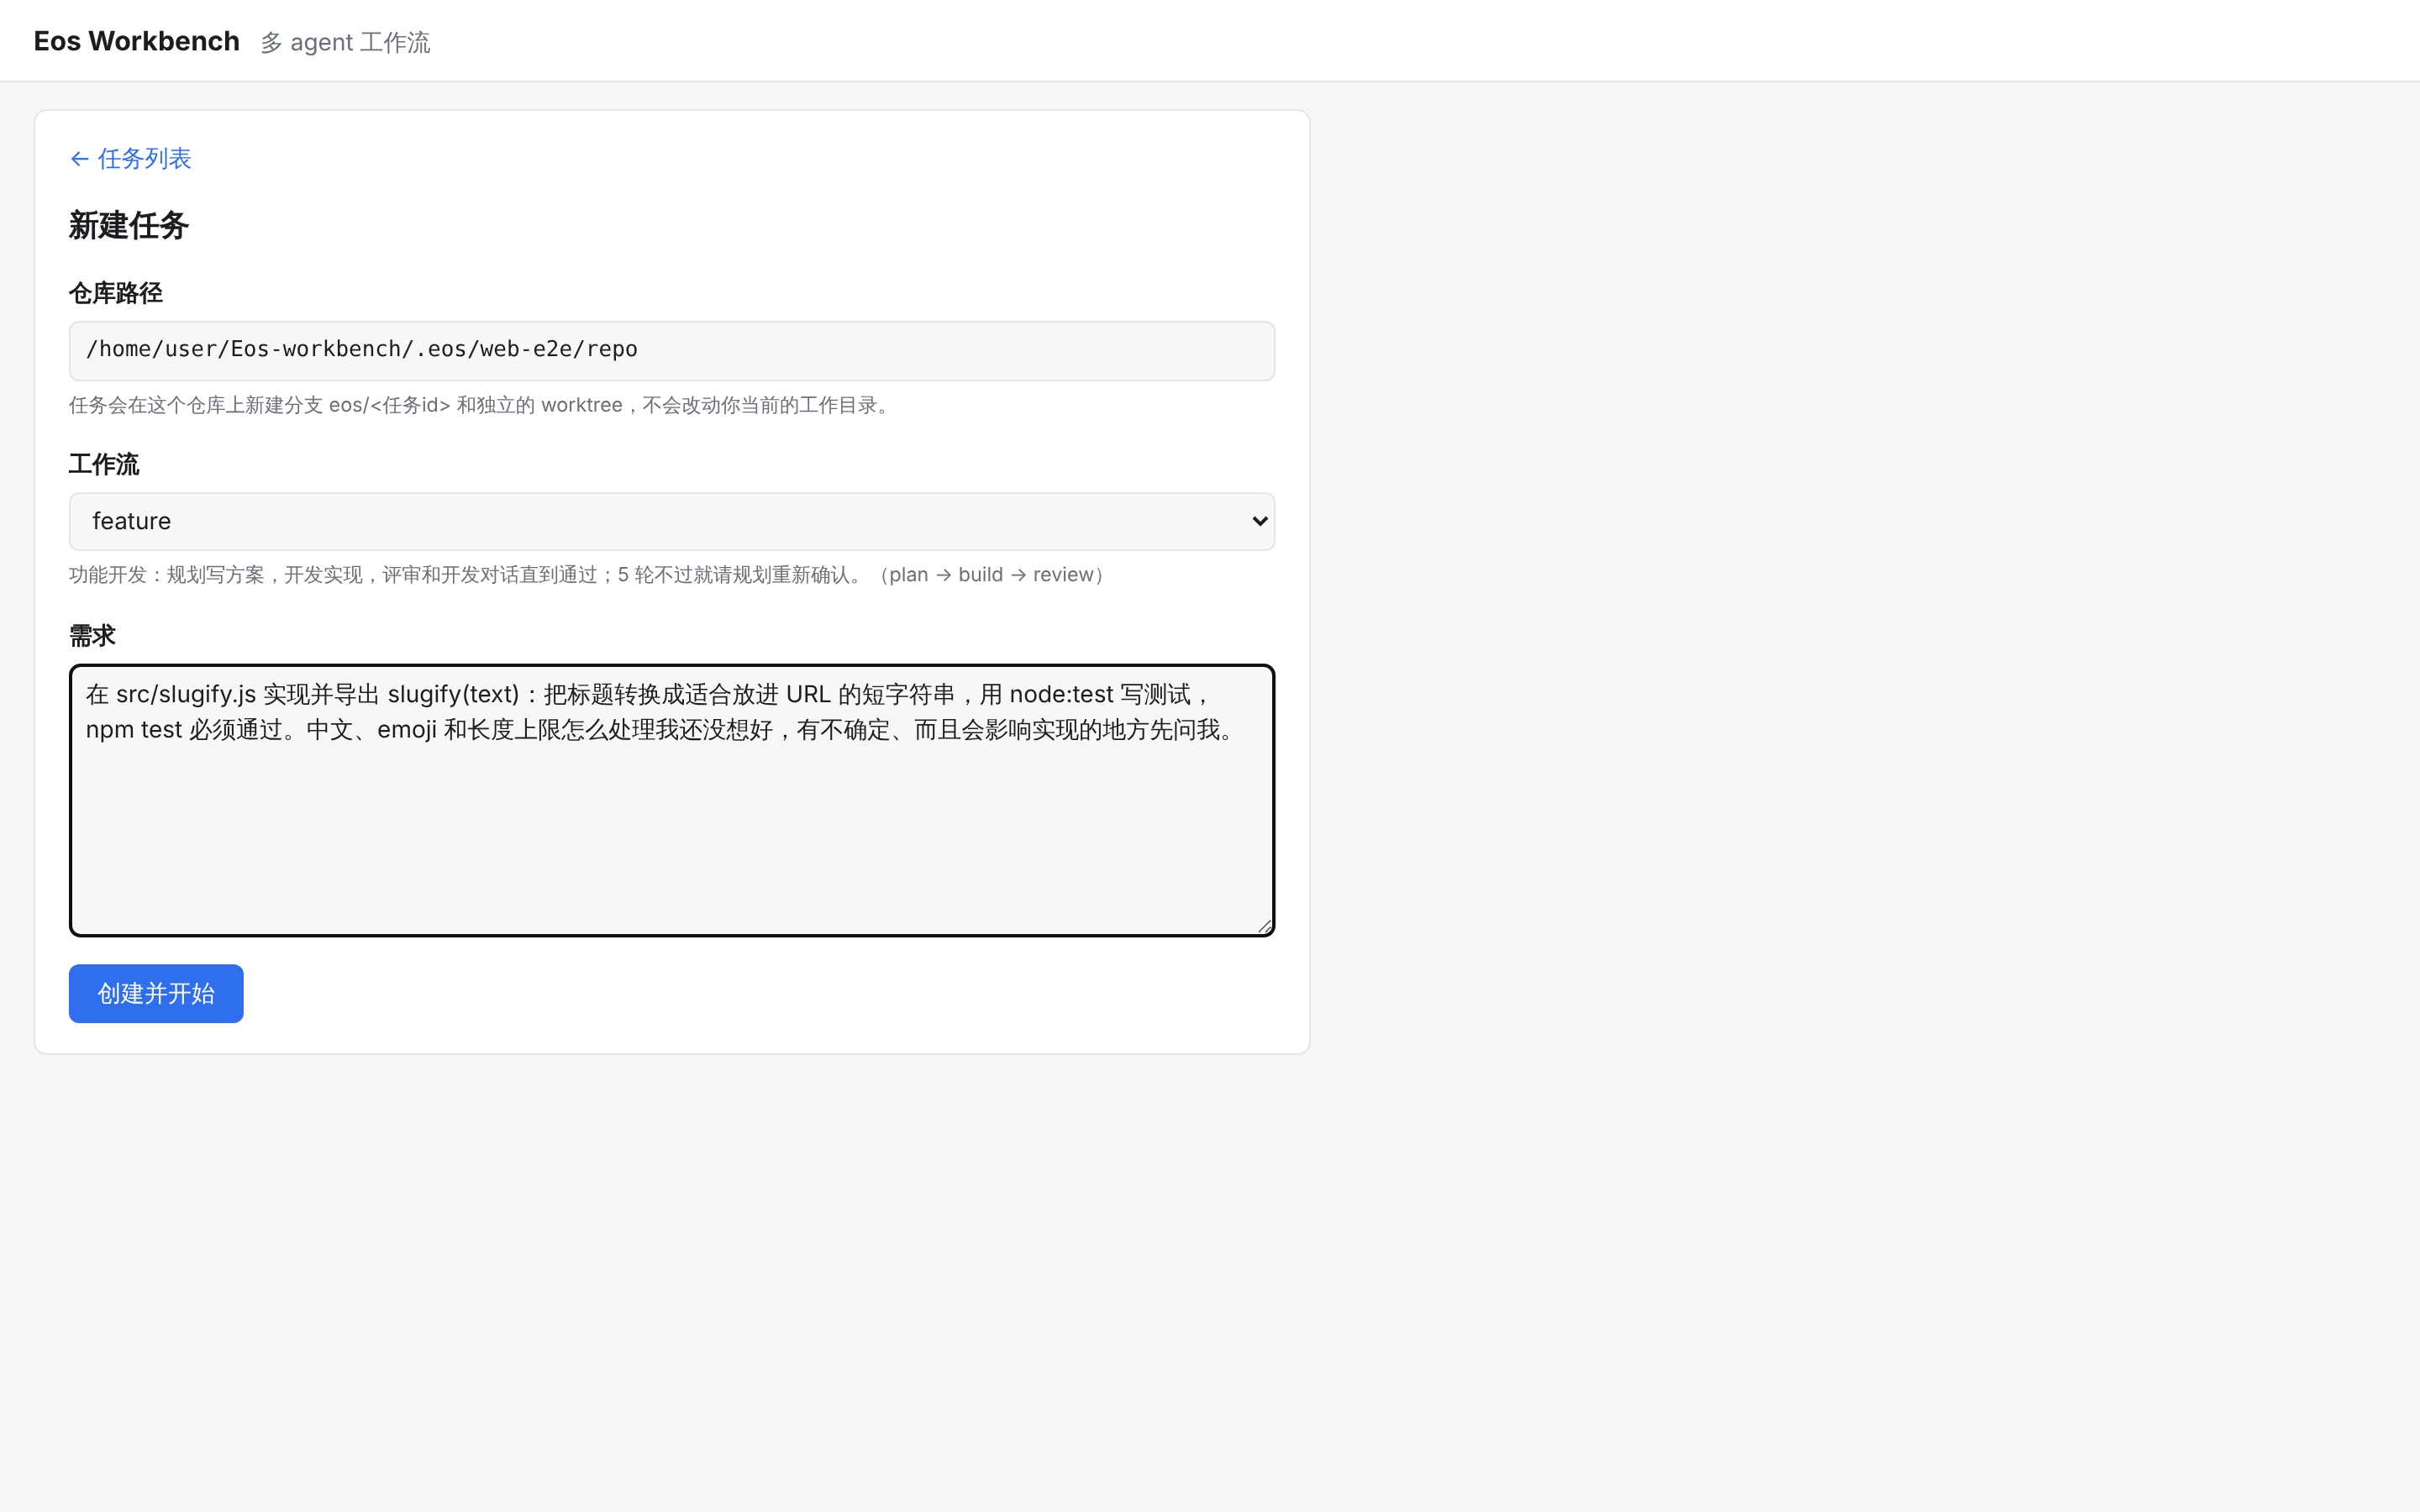 Eos Workbench 多 agent 工作流
← 任务列表
新建任务
仓库路径
/home/user/Eos-workbench/.eos/web-e2e/repo
任务会在这个仓库上新建分支 eos/<任务id> 和独立的 worktree，不会改动你当前的工作目录。
工作流
feature
功能开发：规划写方案，开发实现，评审和开发对话直到通过；5 轮不过就请规划重新确认。（plan → build → review）
需求
在 src/slugify.js 实现并导出 slugify(text)：把标题转换成适合放进 URL 的短字符串，用 node:test 写测试，
npm test 必须通过。中文、emoji 和长度上限怎么处理我还没想好，有不确定、而且会影响实现的地方先问我。
创建并开始